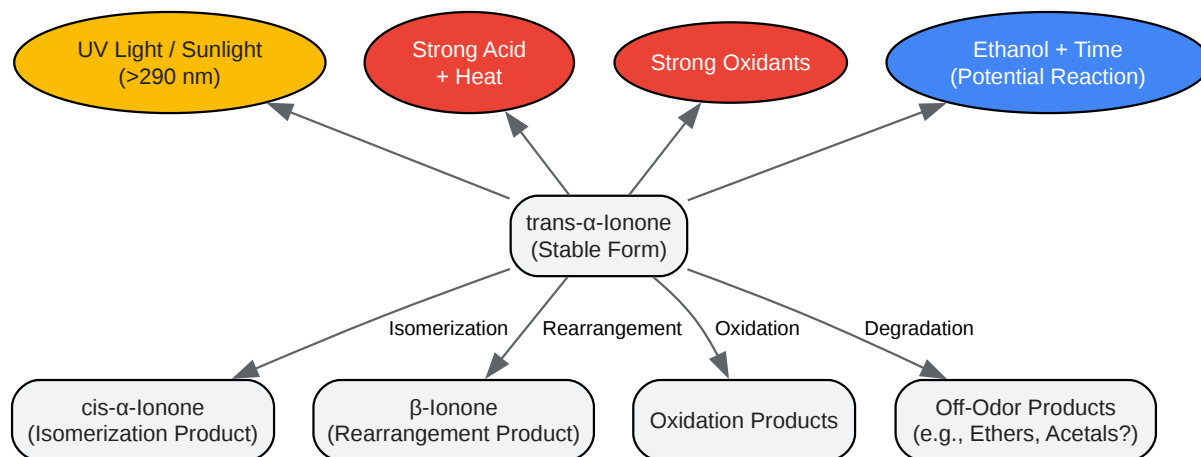 UV Light / Sunlight
(>290 nm)
Strong Acid
+ Heat
Strong Oxidants
Ethanol + Time
(Potential Reaction)
trans-α-Ionone
(Stable Form)
Isomerization
Rearrangement
Oxidation
Degradation
cis-α-Ionone
(Isomerization Product)
β-Ionone
(Rearrangement Product)
Oxidation Products
Off-Odor Products
(e.g., Ethers, Acetals?)